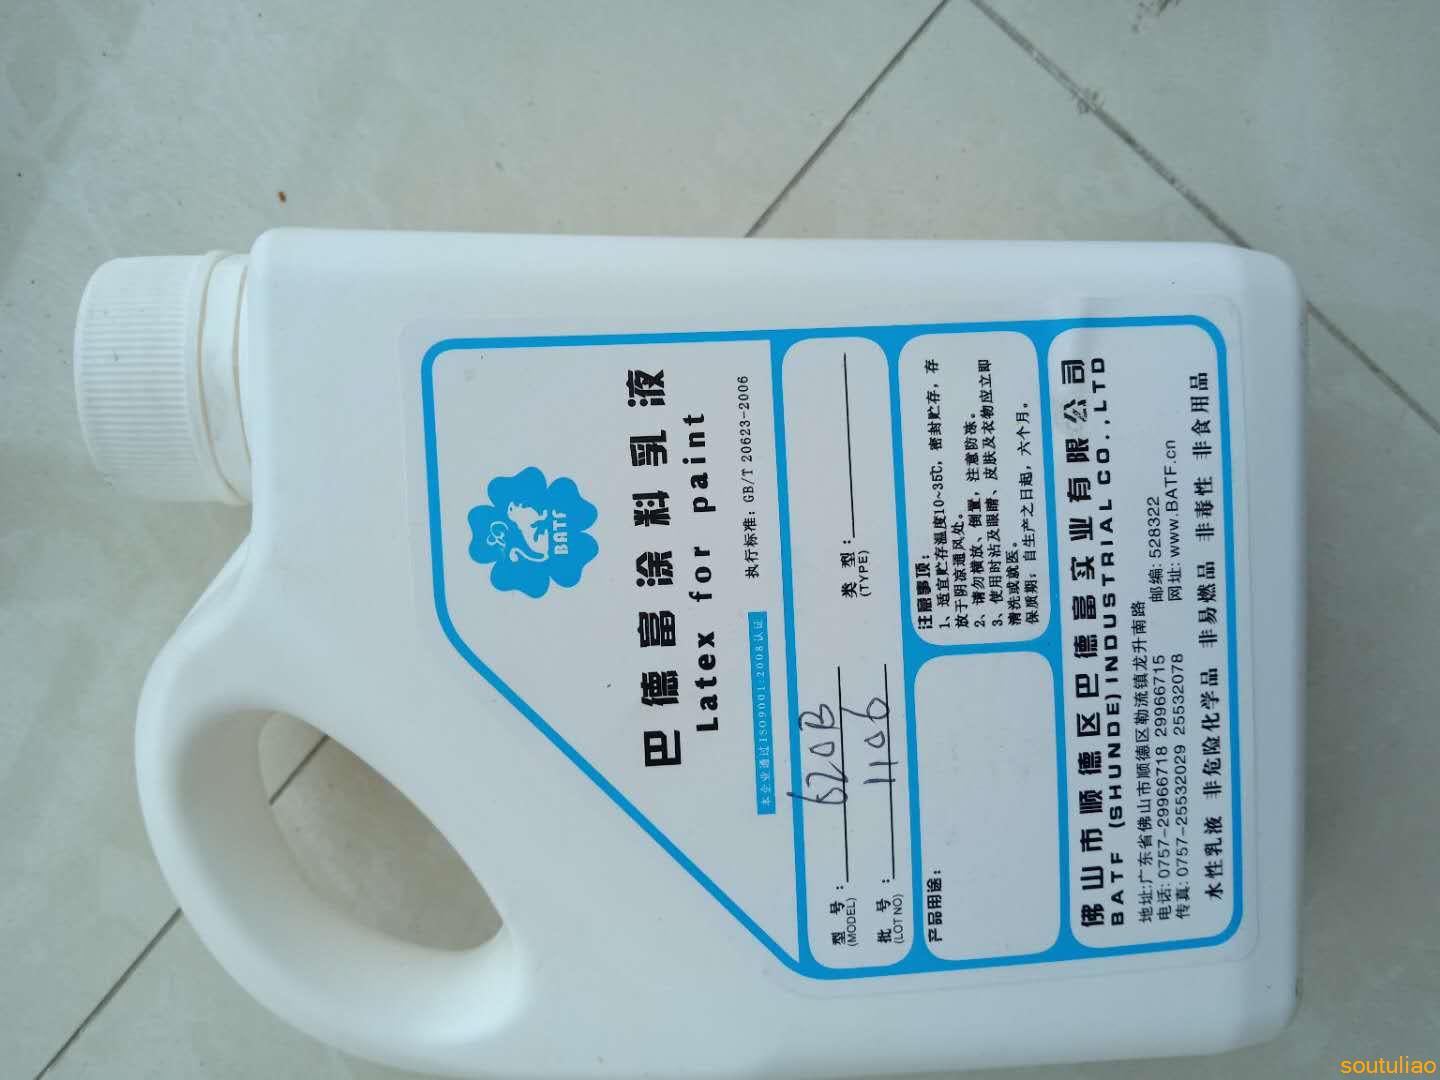 BATF
巴德富涂料乳液
Latex for paint
执行标准：GB/T 20623-2006
本企业通过ISO9001:2008认证
型 号：620B
(MODEL)
类 型：
(TYPE)
批 号：1106
(LOT NO)
产品用途：
注意事项：
1、适宜贮存温度10~35℃，密封贮存，存
放于阴凉通风处。
2、请勿横放、倒置，注意防冻。
3、使用时沾及眼睛、皮肤及衣物应立即
清洗或就医。
保质期：自生产之日起，六个月。
佛山市顺德区巴德富实业有限公司
BATF (SHUNDE) INDUSTRIAL CO.,LTD
地址:广东省佛山市顺德区勒流镇龙升南路
电话: 0757-29966718 29966715 邮编: 528322
传真: 0757-25532029 25532078 网址: www.BATF.cn
水性乳液 非危险化学品 非易燃品 非毒性 非食用品
soutuliao